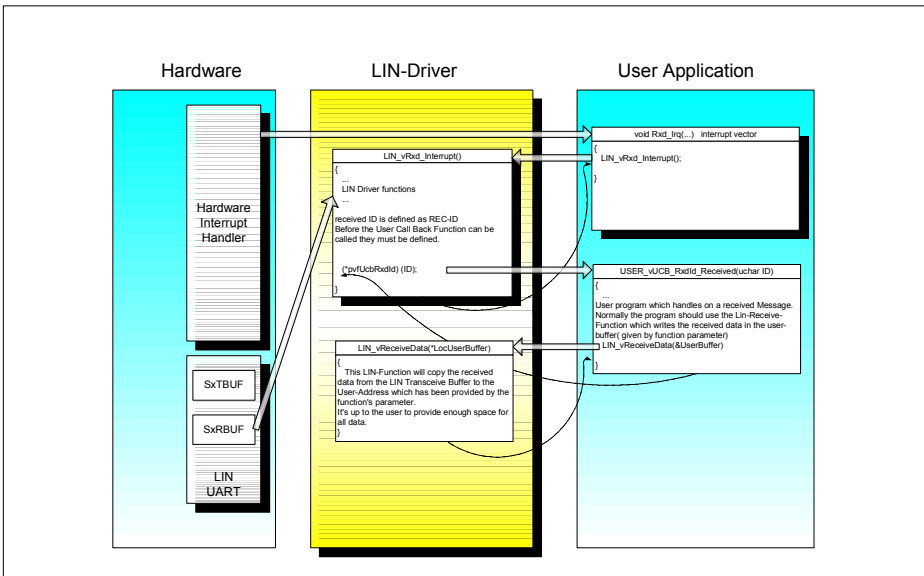 Hardware
LIN-Driver
User Application
Hardware
Interrupt
Handler
SxTBUF
SxRBUF
LIN
UART
LIN_vRxd_Interrupt()
{
...
LIN Driver functions
...
received ID is defined as REC-ID
Before the User Call Back Function can be
called they must be defined.
(*pvfUcbRxdId) (ID);
}
LIN_vReceiveData(*LocUserBuffer)
{
This LIN-Function will copy the received
data from the LIN Transceive Buffer to the
User-Address which has been provided by the
function's parameter.
It's up to the user to provide enough space for
all data.
}
void Rxd_Irq(...) interrupt vector
{
LIN_vRxd_Interrupt();
}
USER_vUCB_RxdId_Received(uchar ID)
{
...
User program which handles on a received Message.
Normally the program should use the Lin-Receive-
Function which writes the received data in the user-
buffer( given by function parameter)
LIN_vReceiveData(&UserBuffer)
}